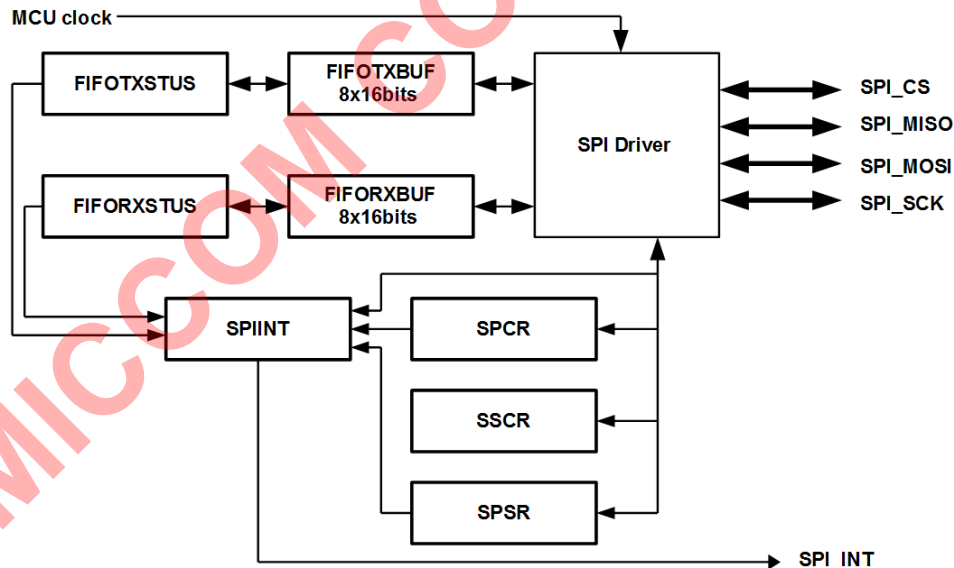 MCU clock
FIFOTXSTUS
FIFOTXBUF
8x16bits
SPI Driver
SPI_CS
SPI_MISO
SPI_MOSI
SPI_SCK
FIFORXSTUS
FIFORXBUF
8x16bits
SPIINT
SPCR
SSCR
SPSR
SPI_INT
MICCOM CO